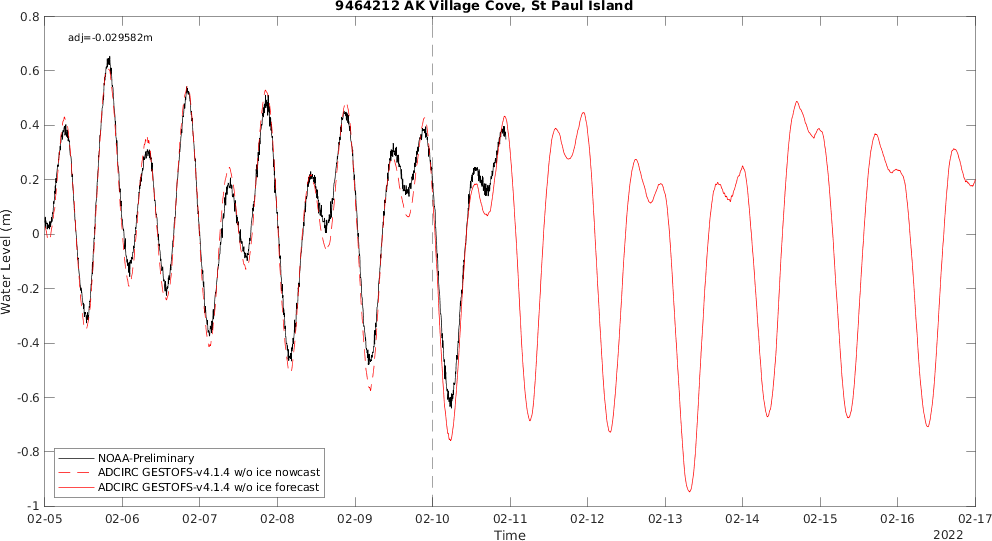 9464212 AK Village Cove, St Paul Island
adj=-0.029582m
0.8
0.6
0.4
0.2
0
-0.2
-0.4
-0.6
-0.8
-1
Water Level (m)
NOAA-Preliminary
ADCIRC GESTOFS-v4.1.4 w/o ice nowcast
ADCIRC GESTOFS-v4.1.4 w/o ice forecast
02-05 02-06 02-07 02-08 02-09 02-10 02-11 02-12 02-13 02-14 02-15 02-16 02-17
Time
2022